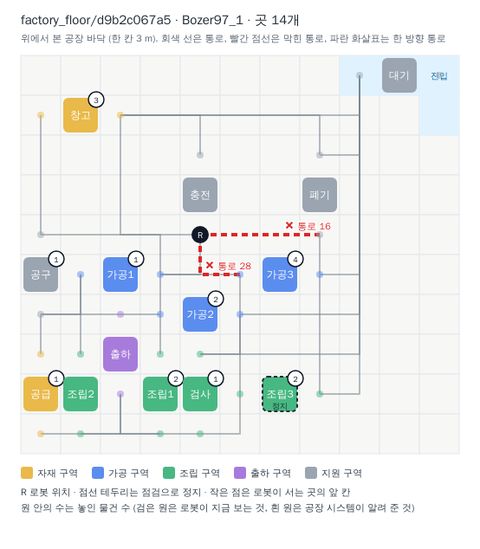 factory_floor/d9b2c067a5 · Bozer97_1 · 곳 14개
위에서 본 공장 바닥 (한 칸 3 m). 회색 선은 통로, 빨간 점선은 막힌 통로, 파란 화살표는 한 방향 통로
대기
진입
3
창고
충전
폐기
R
✕ 통로 16
✕ 통로 28
1
공구
1
가공1
4
가공3
2
가공2
출하
1
공급
조립2
2
조립1
1
검사
2
조립3
정지
자재 구역
가공 구역
조립 구역
출하 구역
지원 구역
R 로봇 위치 · 점선 테두리는 점검으로 정지 · 작은 점은 로봇이 서는 곳의 앞 칸
원 안의 수는 놓인 물건 수 (검은 원은 로봇이 지금 보는 것, 흰 원은 공장 시스템이 알려 준 것)